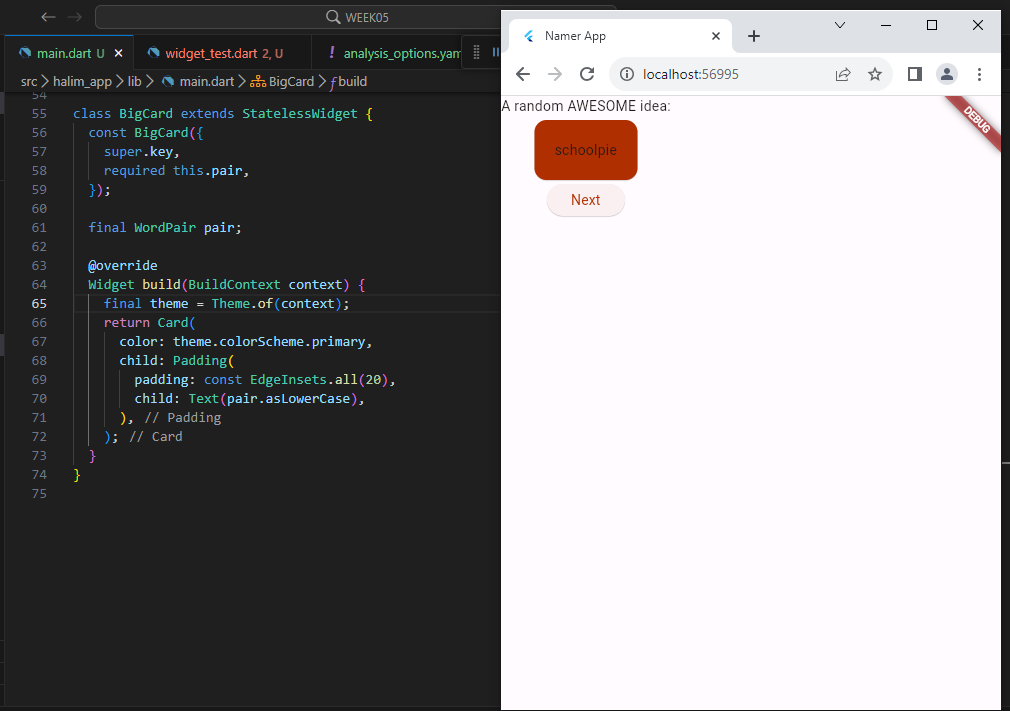 WEEK05
main.dart U
widget_test.dart 2, U
! analysis_options.yam
src > halim_app > lib > main.dart > BigCard > build
54
55 class BigCard extends StatelessWidget {
56 const BigCard({
57 super.key,
58 required this.pair,
59 });
60
61 final WordPair pair;
62
63 @override
64 Widget build(BuildContext context) {
65 final theme = Theme.of(context);
66 return Card(
67 color: theme.colorScheme.primary,
68 child: Padding(
69 padding: const EdgeInsets.all(20),
70 child: Text(pair.asLowerCase),
71 ), // Padding
72 ); // Card
73 }
74 }
75
Namer App
localhost:56995
A random AWESOME idea:
DEBUG
schoolpie
Next